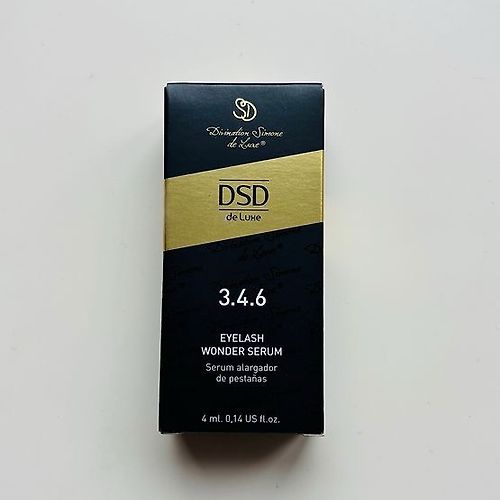 SD
Divination Simone
de Luxe®
DSD
de Luxe
3.4.6
EYELASH
WONDER SERUM
Serum alargador
de pestañas
4 ml. 0,14 US fl.oz.